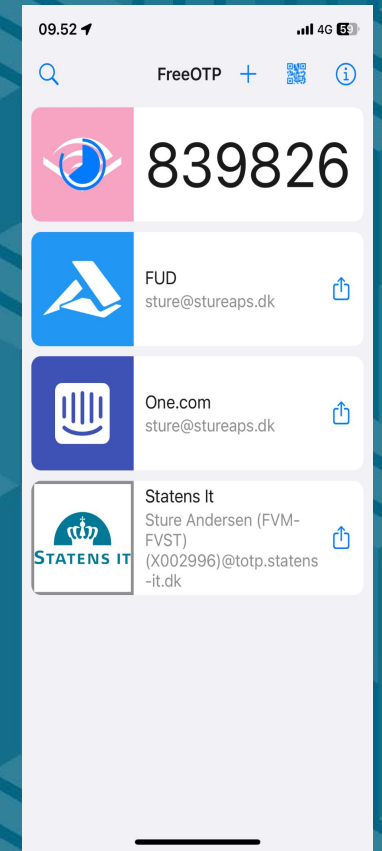 09.52
4G 59
FreeOTP
839826
FUD
sture@stureaps.dk
One.com
sture@stureaps.dk
STATENS IT
Statens It
Sture Andersen (FVM-
FVST)
(X002996)@totp.statens
-it.dk